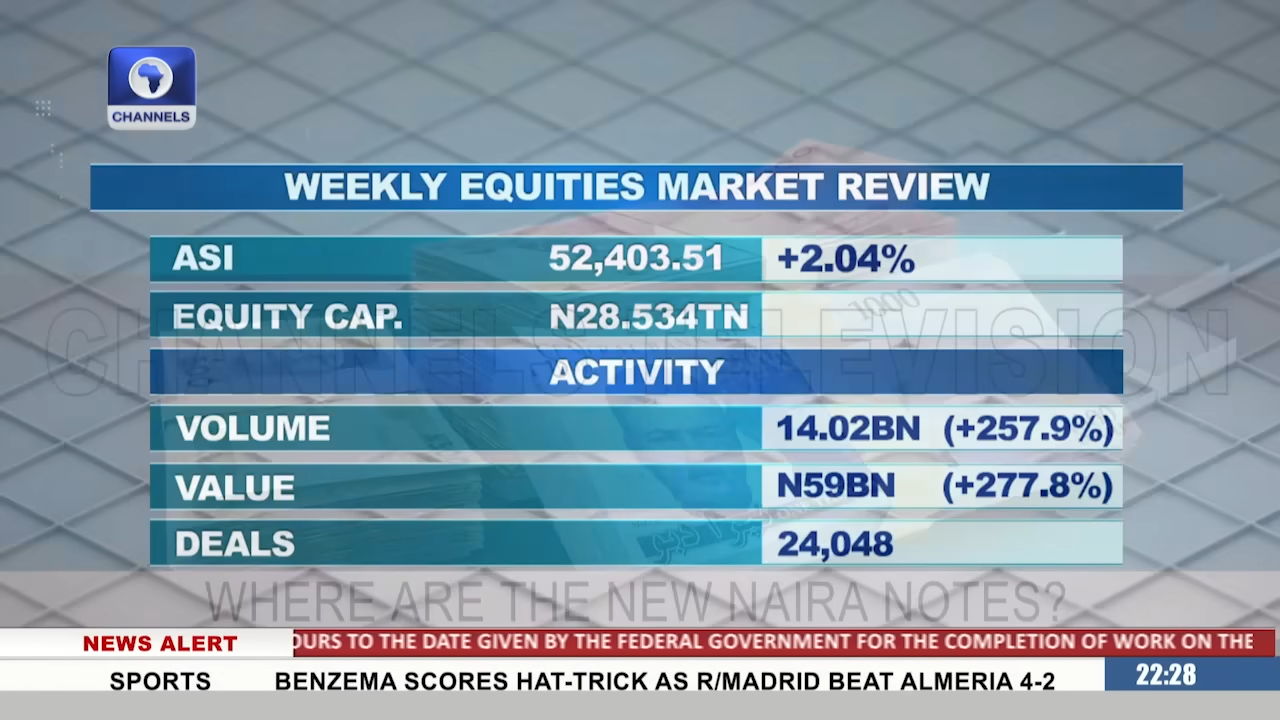 CHANNELS
WEEKLY EQUITIES MARKET REVIEW
ASI 52,403.51 +2.04%
EQUITY CAP. N28.534TN
1000
CHANNELS TELEVISION
ACTIVITY
VOLUME 14.02BN (+257.9%)
VALUE N59BN (+277.8%)
DEALS 24,048
WHERE ARE THE NEW NAIRA NOTES?
NEWS ALERT OURS TO THE DATE GIVEN BY THE FEDERAL GOVERNMENT FOR THE COMPLETION OF WORK ON THE
SPORTS BENZEMA SCORES HAT-TRICK AS R/MADRID BEAT ALMERIA 4-2 22:28